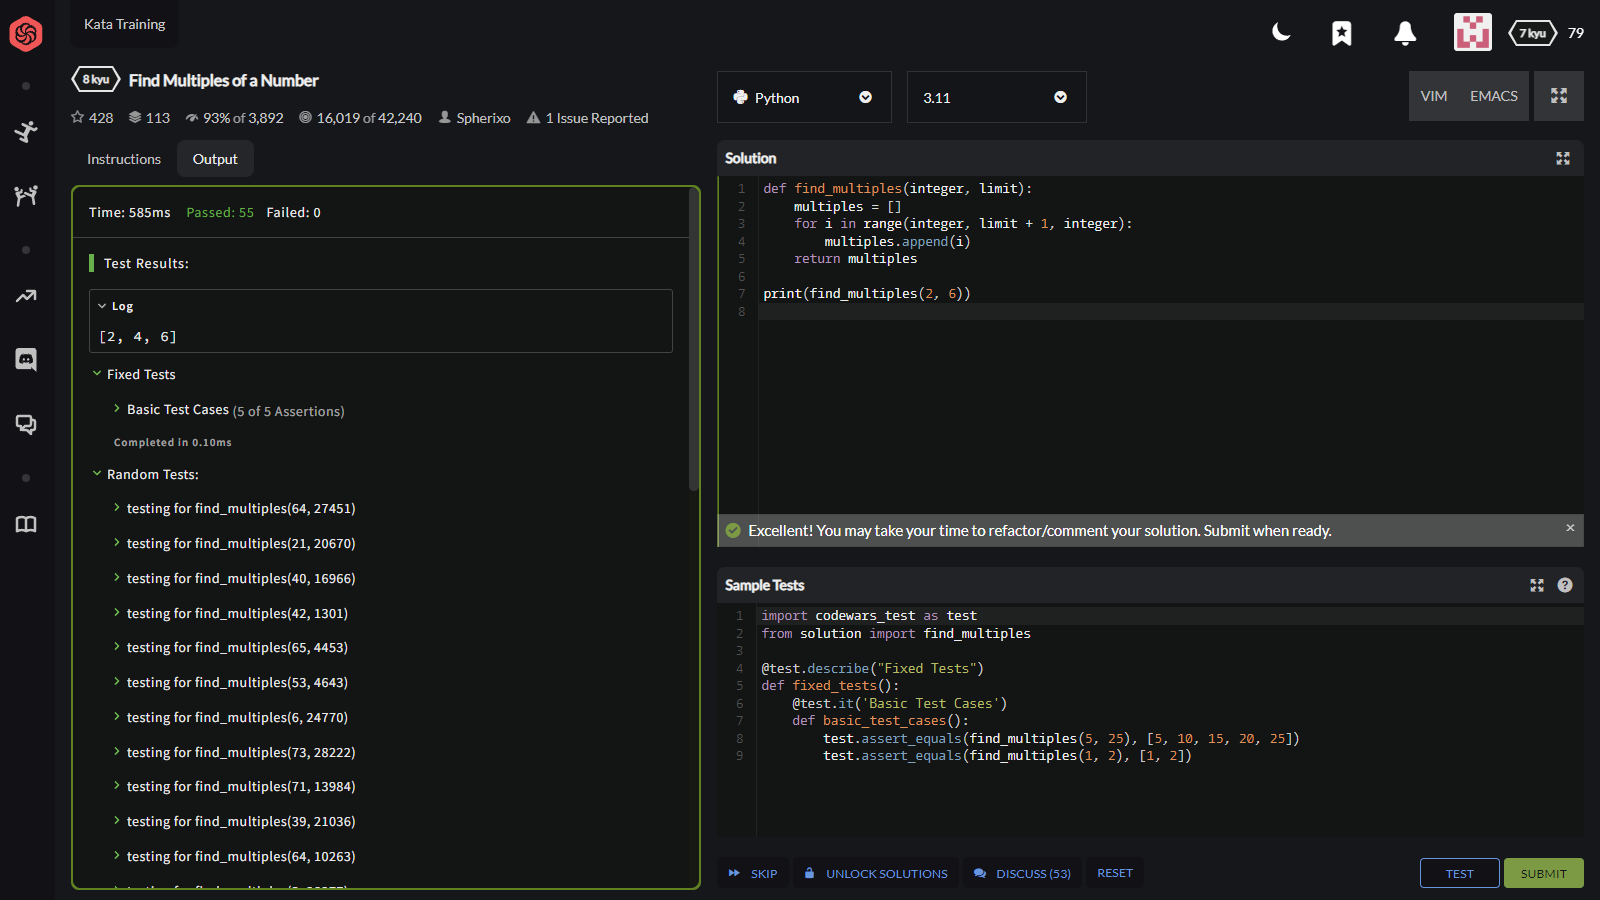 Kata Training
7 kyu 79
8 kyu Find Multiples of a Number
428 113 93% of 3,892 16,019 of 42,240 Spherixo 1 Issue Reported
Instructions Output
Time: 585ms Passed: 55 Failed: 0
Test Results:
Log
[2, 4, 6]
Fixed Tests
Basic Test Cases (5 of 5 Assertions)
Completed in 0.10ms
Random Tests:
testing for find_multiples(64, 27451)
testing for find_multiples(21, 20670)
testing for find_multiples(40, 16966)
testing for find_multiples(42, 1301)
testing for find_multiples(65, 4453)
testing for find_multiples(53, 4643)
testing for find_multiples(6, 24770)
testing for find_multiples(73, 28222)
testing for find_multiples(71, 13984)
testing for find_multiples(39, 21036)
testing for find_multiples(64, 10263)
Python 3.11 VIM EMACS
Solution
1 def find_multiples(integer, limit):
2     multiples = []
3     for i in range(integer, limit + 1, integer):
4         multiples.append(i)
5     return multiples
6
7 print(find_multiples(2, 6))
8
Excellent! You may take your time to refactor/comment your solution. Submit when ready.
Sample Tests
1 import codewars_test as test
2 from solution import find_multiples
3
4 @test.describe("Fixed Tests")
5 def fixed_tests():
6     @test.it('Basic Test Cases')
7     def basic_test_cases():
8         test.assert_equals(find_multiples(5, 25), [5, 10, 15, 20, 25])
9         test.assert_equals(find_multiples(1, 2), [1, 2])
SKIP UNLOCK SOLUTIONS DISCUSS (53) RESET TEST SUBMIT